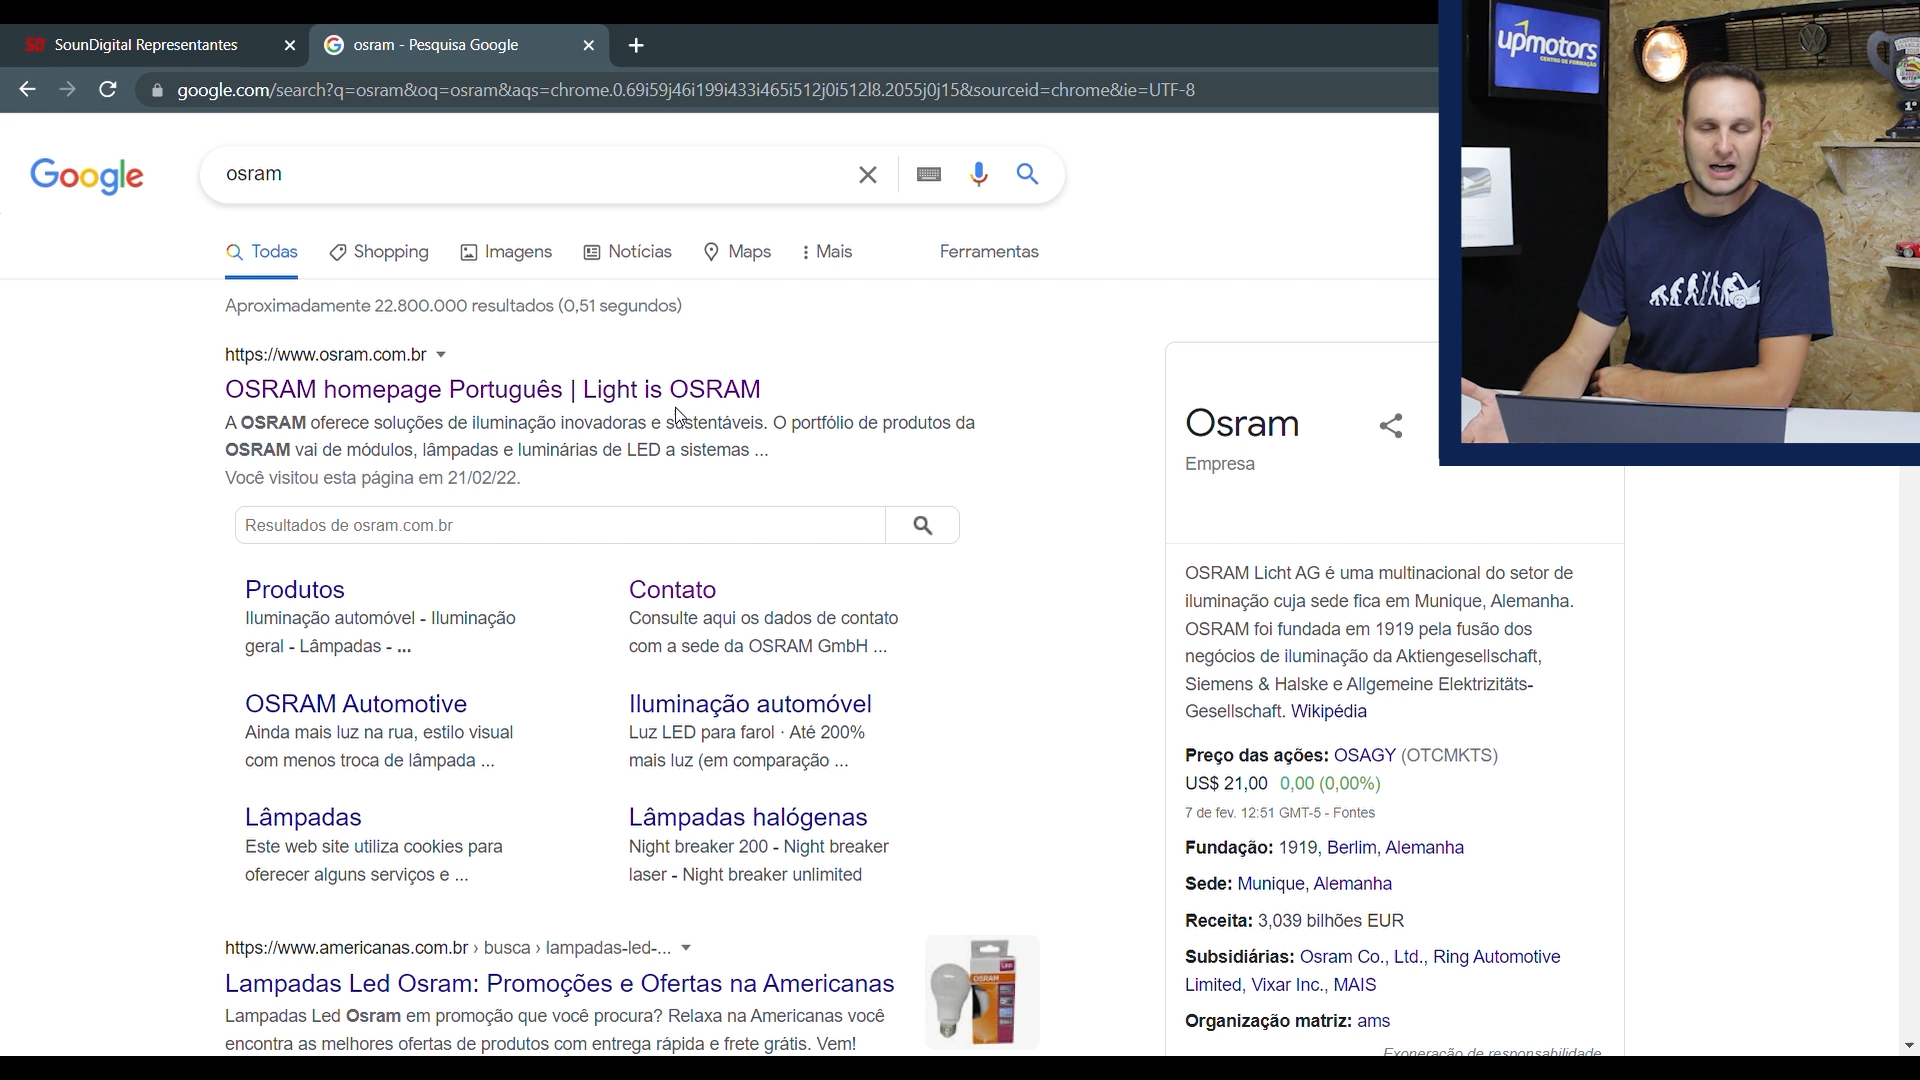 SounDigital Representantes
osram - Pesquisa Google
google.com/search?q=osram&oq=osram&aqs=chrome.0.69i59j46i199i433i465i512j0i512l8.2055j0j15&sourceid=chrome&ie=UTF-8
upmotors
CENTRO DE FORMAÇÃO
1º
Google
osram
Todas
Shopping
Imagens
Notícias
Maps
Mais
Ferramentas
Aproximadamente 22.800.000 resultados (0,51 segundos)
https://www.osram.com.br
OSRAM homepage Português | Light is OSRAM
A OSRAM oferece soluções de iluminação inovadoras e sustentáveis. O portfólio de produtos da
OSRAM vai de módulos, lâmpadas e luminárias de LED a sistemas ...
Você visitou esta página em 21/02/22.
Resultados de osram.com.br
Produtos
Iluminação automóvel - Iluminação
geral - Lâmpadas - ...
Contato
Consulte aqui os dados de contato
com a sede da OSRAM GmbH ...
OSRAM Automotive
Ainda mais luz na rua, estilo visual
com menos troca de lâmpada ...
Iluminação automóvel
Luz LED para farol · Até 200%
mais luz (em comparação ...
Lâmpadas
Este web site utiliza cookies para
oferecer alguns serviços e ...
Lâmpadas halógenas
Night breaker 200 - Night breaker
laser - Night breaker unlimited
https://www.americanas.com.br › busca › lampadas-led-...
Lampadas Led Osram: Promoções e Ofertas na Americanas
Lampadas Led Osram em promoção que você procura? Relaxa na Americanas você
encontra as melhores ofertas de produtos com entrega rápida e frete grátis. Vem!
OSRAM
Osram
Empresa
OSRAM Licht AG é uma multinacional do setor de
iluminação cuja sede fica em Munique, Alemanha.
OSRAM foi fundada em 1919 pela fusão dos
negócios de iluminação da Aktiengesellschaft,
Siemens & Halske e Allgemeine Elektrizitäts-
Gesellschaft. Wikipédia
Preço das ações: OSAGY (OTCMKTS)
US$ 21,00 0,00 (0,00%)
7 de fev. 12:51 GMT-5 - Fontes
Fundação: 1919, Berlim, Alemanha
Sede: Munique, Alemanha
Receita: 3,039 bilhões EUR
Subsidiárias: Osram Co., Ltd., Ring Automotive
Limited, Vixar Inc., MAIS
Organização matriz: ams
Exoneração de responsabilidade